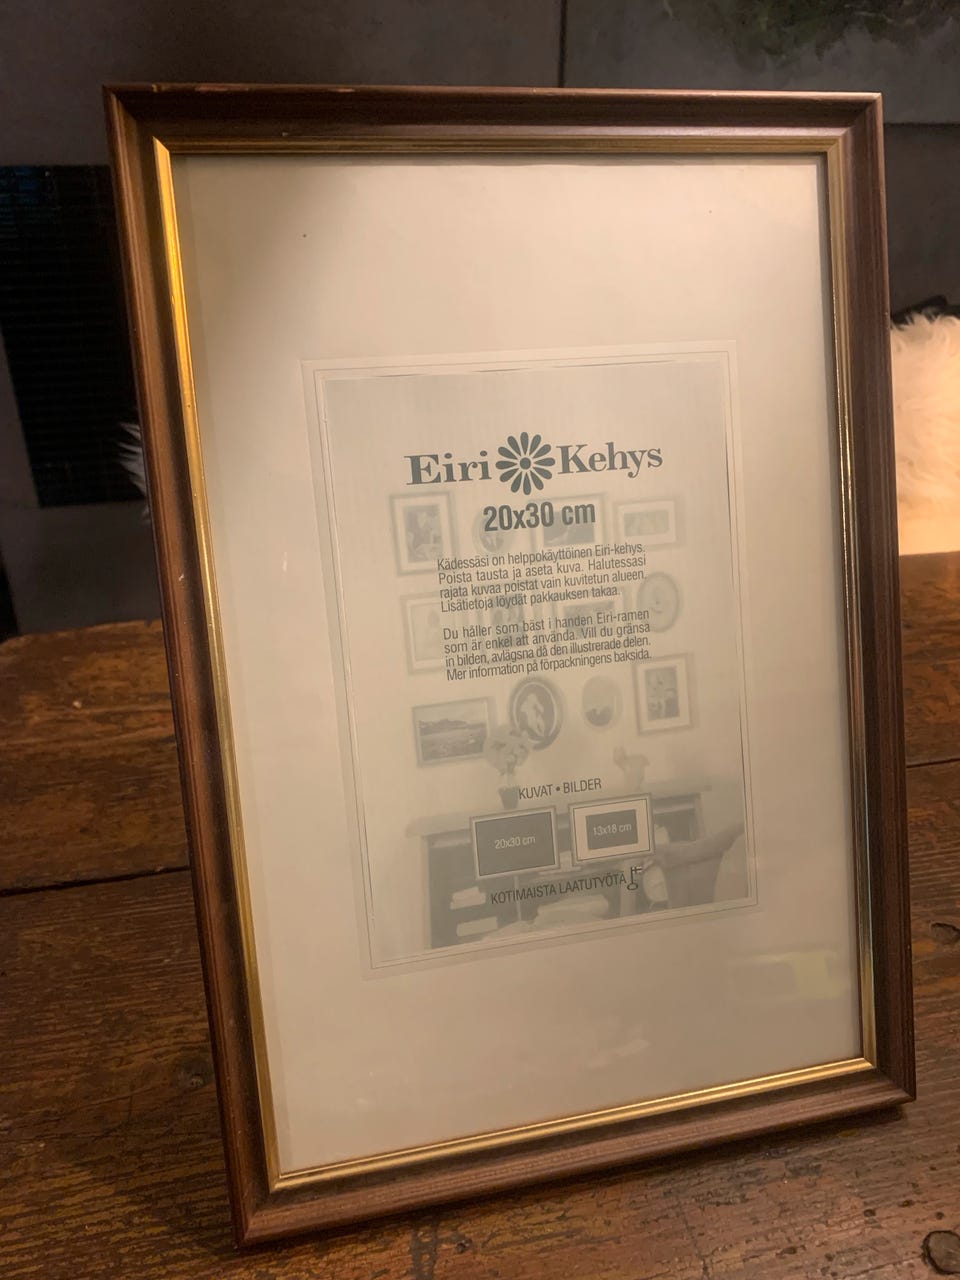 Eiri Kehys
20x30 cm
Kädessäsi on helppokäyttöinen Eiri-kehys.
Poista tausta ja aseta kuva. Halutessasi
rajata kuvaa poistat vain kuvitetun alueen.
Lisätietoja löydät pakkauksen takaa.
Du håller som bäst i handen Eiri-ramen
som är enkel att använda. Vill du gränsa
in bilden, avlägsna då den illustrerade delen.
Mer information på förpackningens baksida.
KUVAT • BILDER
20x30 cm
13x18 cm
KOTIMAISTA LAATUTYÖTÄ